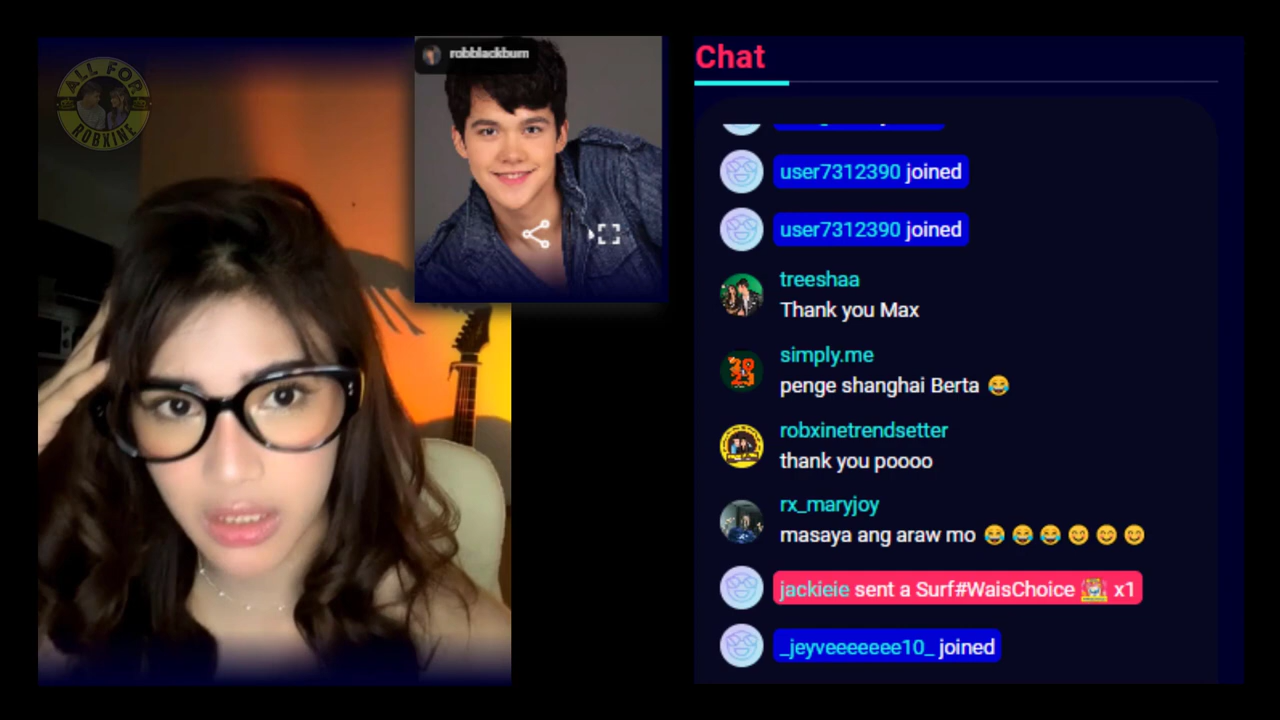 ALL FOR
ROBXINE
robblackburn
Chat
user7312390 joined
user7312390 joined
treeshaa
Thank you Max
simply.me
penge shanghai Berta 😂
robxinetrendsetter
thank you poooo
rx_maryjoy
masaya ang araw mo 😂 😂 😂 😊 😊 😊
jackieie sent a Surf#WaisChoice x1
_jeyveeeeeee10_ joined